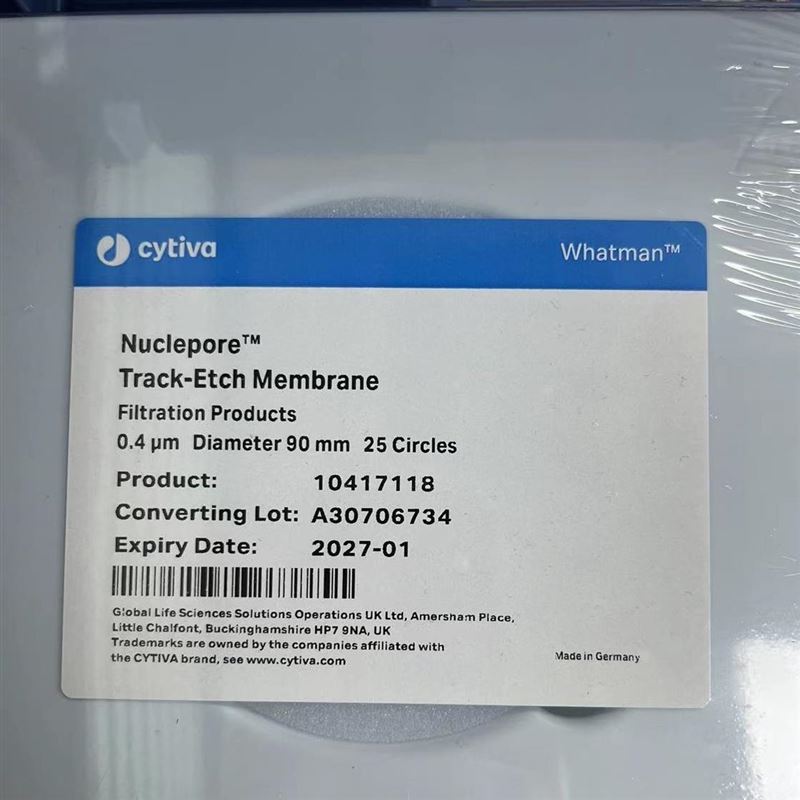 cytiva
Whatman™
Nuclepore™
Track-Etch Membrane
Filtration Products
0.4 µm Diameter 90 mm 25 Circles
Product: 10417118
Converting Lot: A30706734
Expiry Date: 2027-01
Global Life Sciences Solutions Operations UK Ltd, Amersham Place,
Little Chalfont, Buckinghamshire HP7 9NA, UK
Trademarks are owned by the companies affiliated with
the CYTIVA brand, see www.cytiva.com
Made in Germany